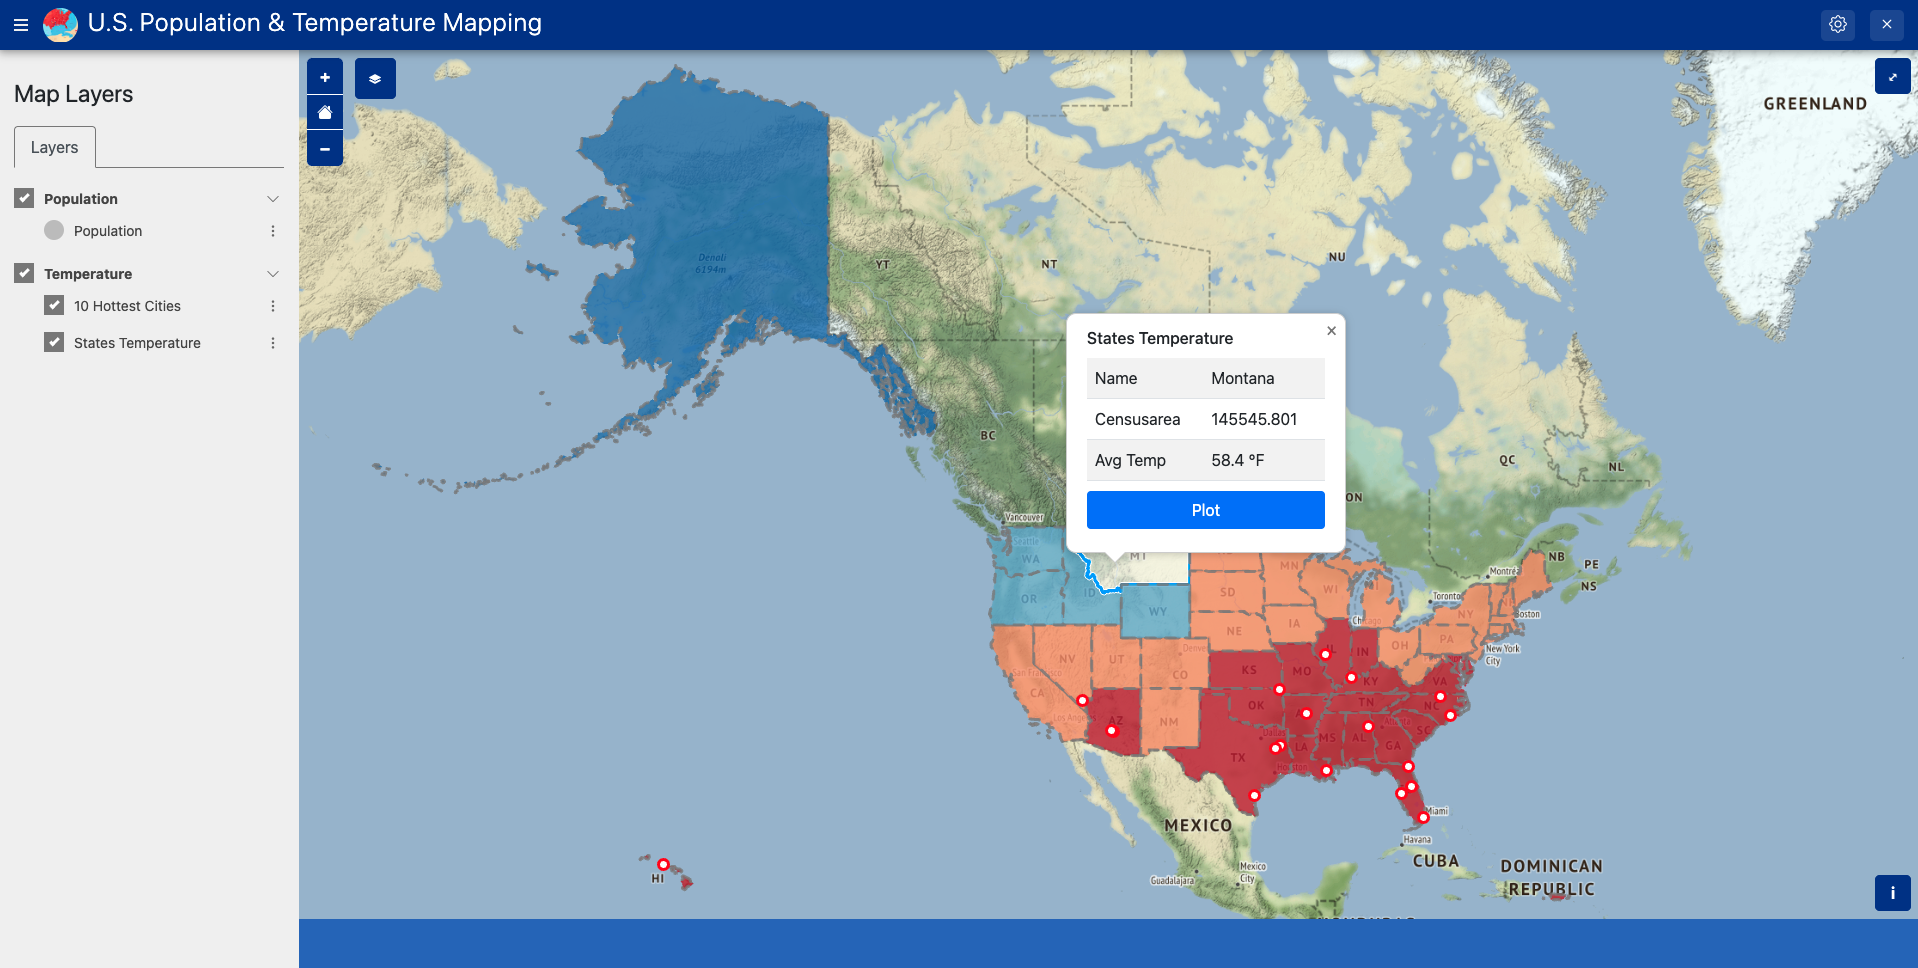 U.S. Population & Temperature Mapping
Map Layers
Layers
Population
Population
Temperature
10 Hottest Cities
States Temperature
GREENLAND
Denali
6194m
YT
NT
NU
States Temperature
Name Montana
Censusarea 145545.801
Avg Temp 58.4 °F
Plot
BC
ON
QC
NL
Vancouver
Seattle
WA
MT
MN
NB
PE
NS
Montréal
Toronto
Boston
OR
ID
WY
SD
WI
NY
Chicago
NE
IA
PA
OH
New York
City
NV
UT
Denver
CO
KS
MO
IL
IN
KY
VA
San Francisco
CA
Los Angeles
AZ
NM
OK
TN
NC
SC
Atlanta
Dallas
TX
LA
MS
AL
GA
Houston
Miami
MEXICO
Havana
CUBA
DOMINICAN
REPUBLIC
Mexico
City
Guadalajara
HI
i